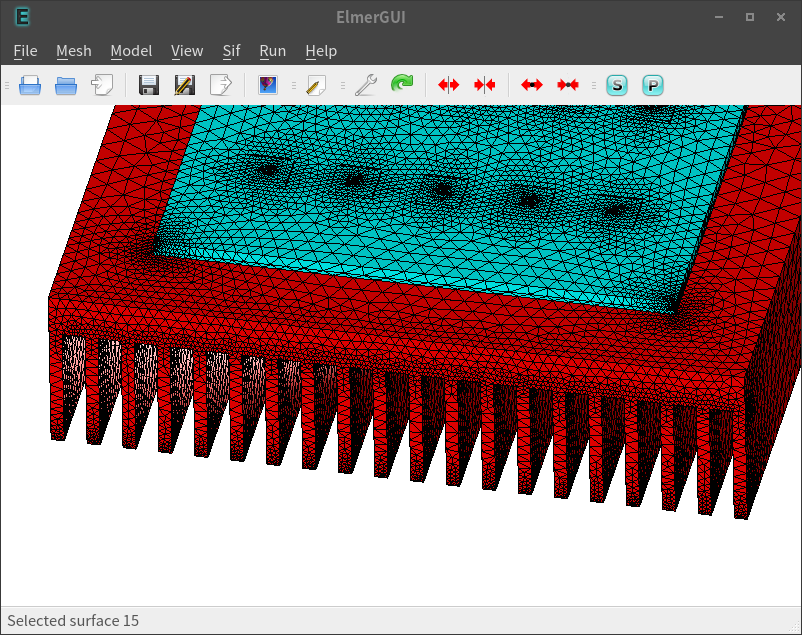 E
ElmerGUI
File Mesh Model View Sif Run Help
S P
Selected surface 15